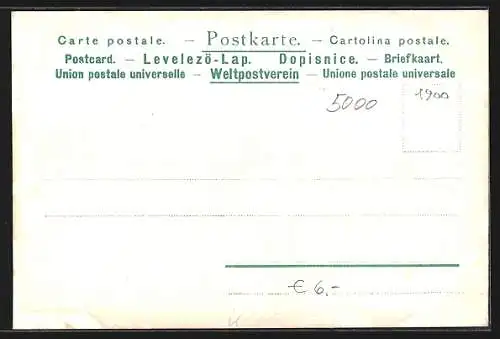 Carte postale. — Postkarte. — Cartolina postale.
Postcard. — Levelezö-Lap. Dopisnice. — Briefkaart.
Union postale universelle — Weltpostverein — Unione postale universale
5000
1900
€ 6,-